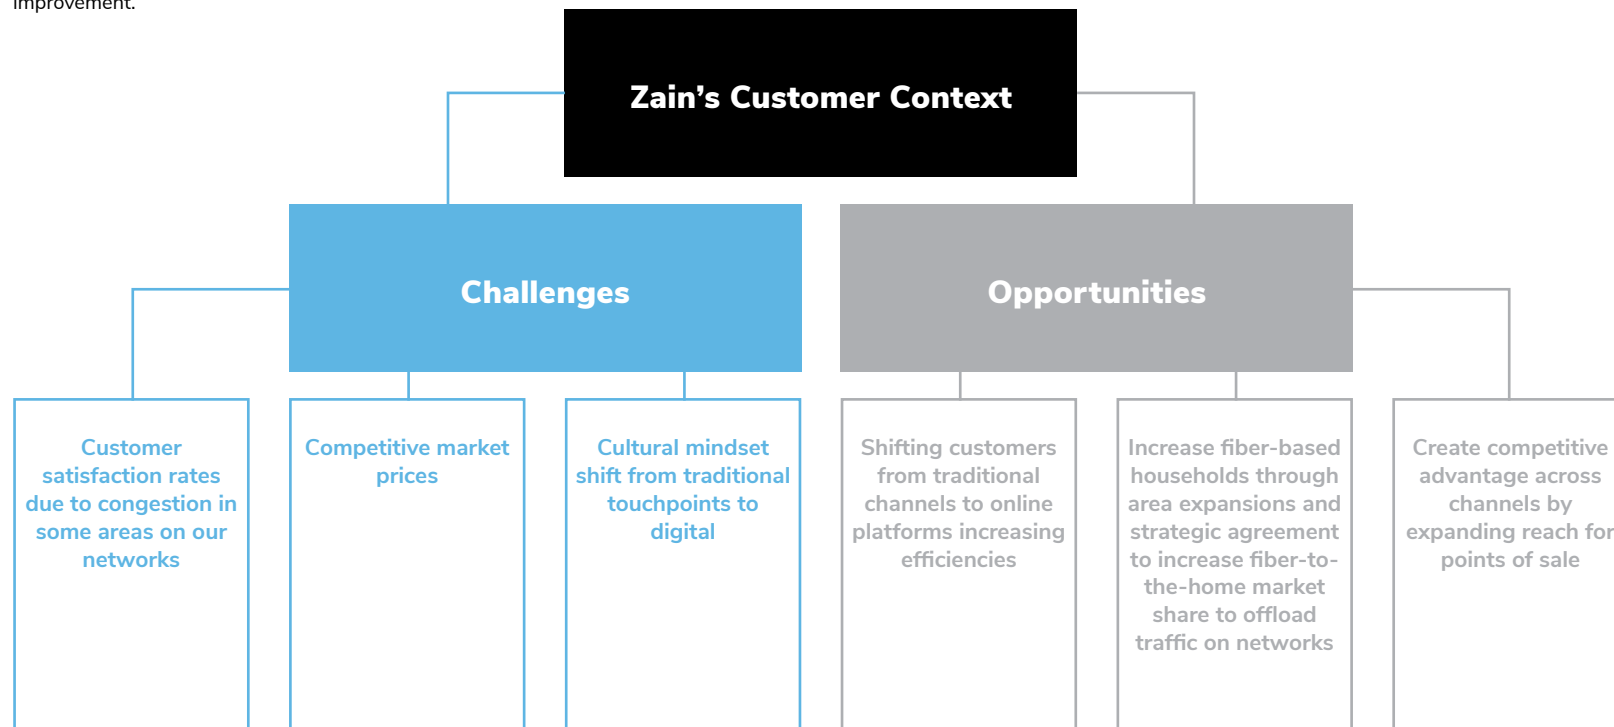 improvement.
Zain’s Customer Context
Challenges
Opportunities
Customer
satisfaction rates
due to congestion in
some areas on our
networks
Competitive market
prices
Cultural mindset
shift from traditional
touchpoints to
digital
Shifting customers
from traditional
channels to online
platforms increasing
efficiencies
Increase fiber-based
households through
area expansions and
strategic agreement
to increase fiber-to-
the-home market
share to offload
traffic on networks
Create competitive
advantage across
channels by
expanding reach for
points of sale